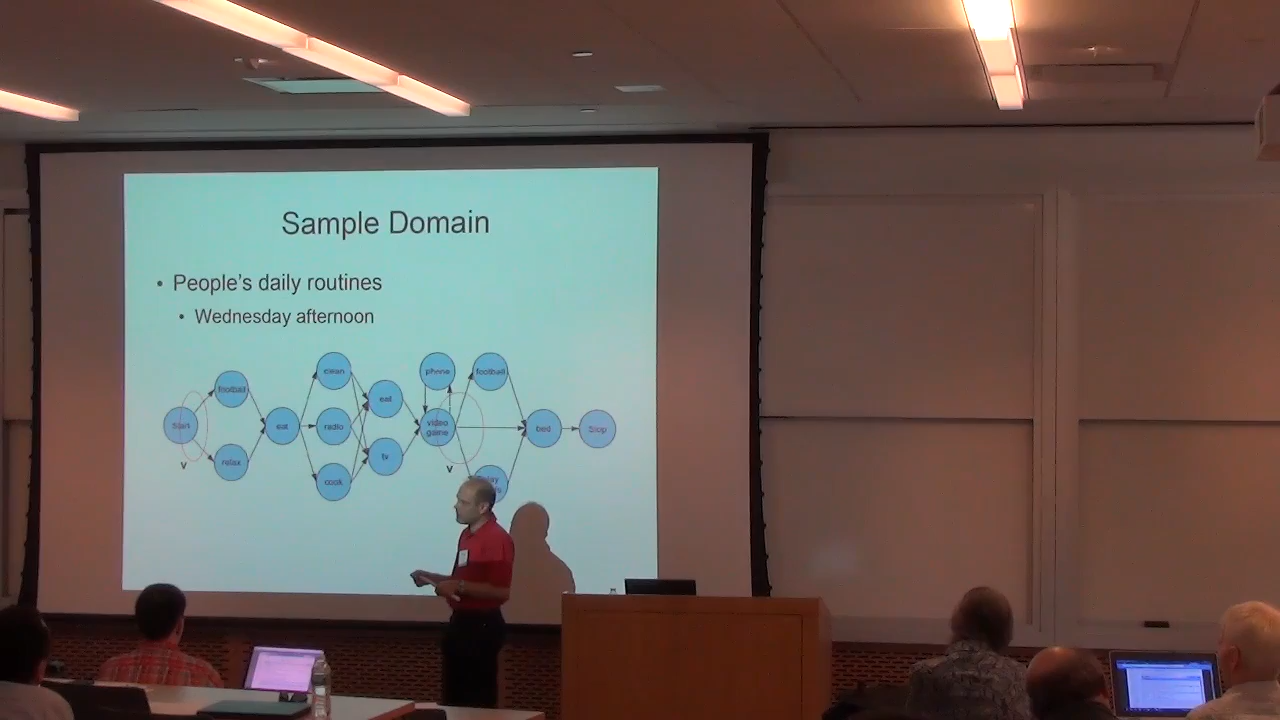 Sample Domain
• People's daily routines
• Wednesday afternoon
clean
phone
football
football
eat
Start
eat
radio
video
game
bed
Stop
relax
tv
v
v
cook